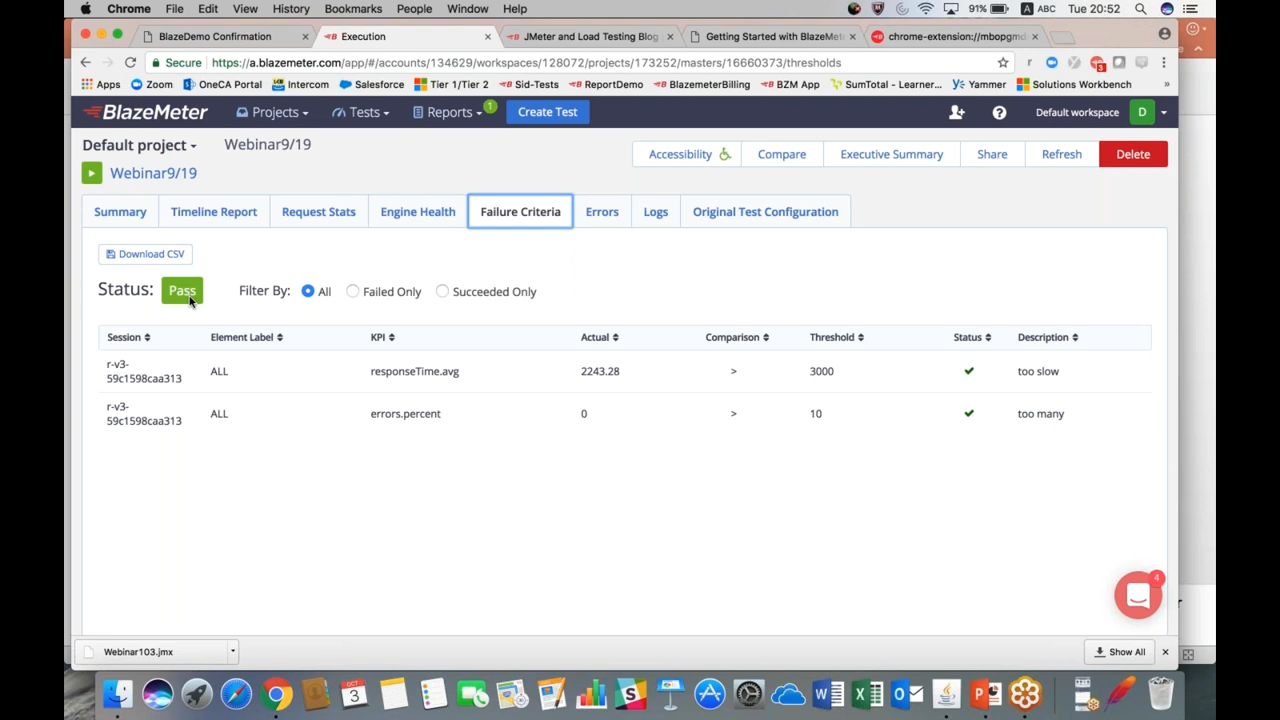 Chrome File Edit View History Bookmarks People Window Help 91% ABC Tue 20:52
BlazeDemo Confirmation × Execution × JMeter and Load Testing Blog × Getting Started with BlazeMete × chrome-extension://mbopgmd ×
Secure https://a.blazemeter.com/app/#/accounts/134629/workspaces/128072/projects/173252/masters/16660373/thresholds
Apps Zoom OneCA Portal Intercom Salesforce Tier 1/Tier 2 Sid-Tests ReportDemo BlazemeterBilling BZM App SumTotal - Learner... Yammer Solutions Workbench »
BlazeMeter Projects Tests Reports 1 Create Test Default workspace D
Default project Webinar9/19
Accessibility Compare Executive Summary Share Refresh Delete
Webinar9/19
Summary Timeline Report Request Stats Engine Health Failure Criteria Errors Logs Original Test Configuration
Download CSV
Status: Pass Filter By: All Failed Only Succeeded Only
Session Element Label KPI Actual Comparison Threshold Status Description
r-v3-
59c1598caa313 ALL responseTime.avg 2243.28 > 3000 too slow
r-v3-
59c1598caa313 ALL errors.percent 0 > 10 too many
4
Webinar103.jmx Show All ×
OCT
3